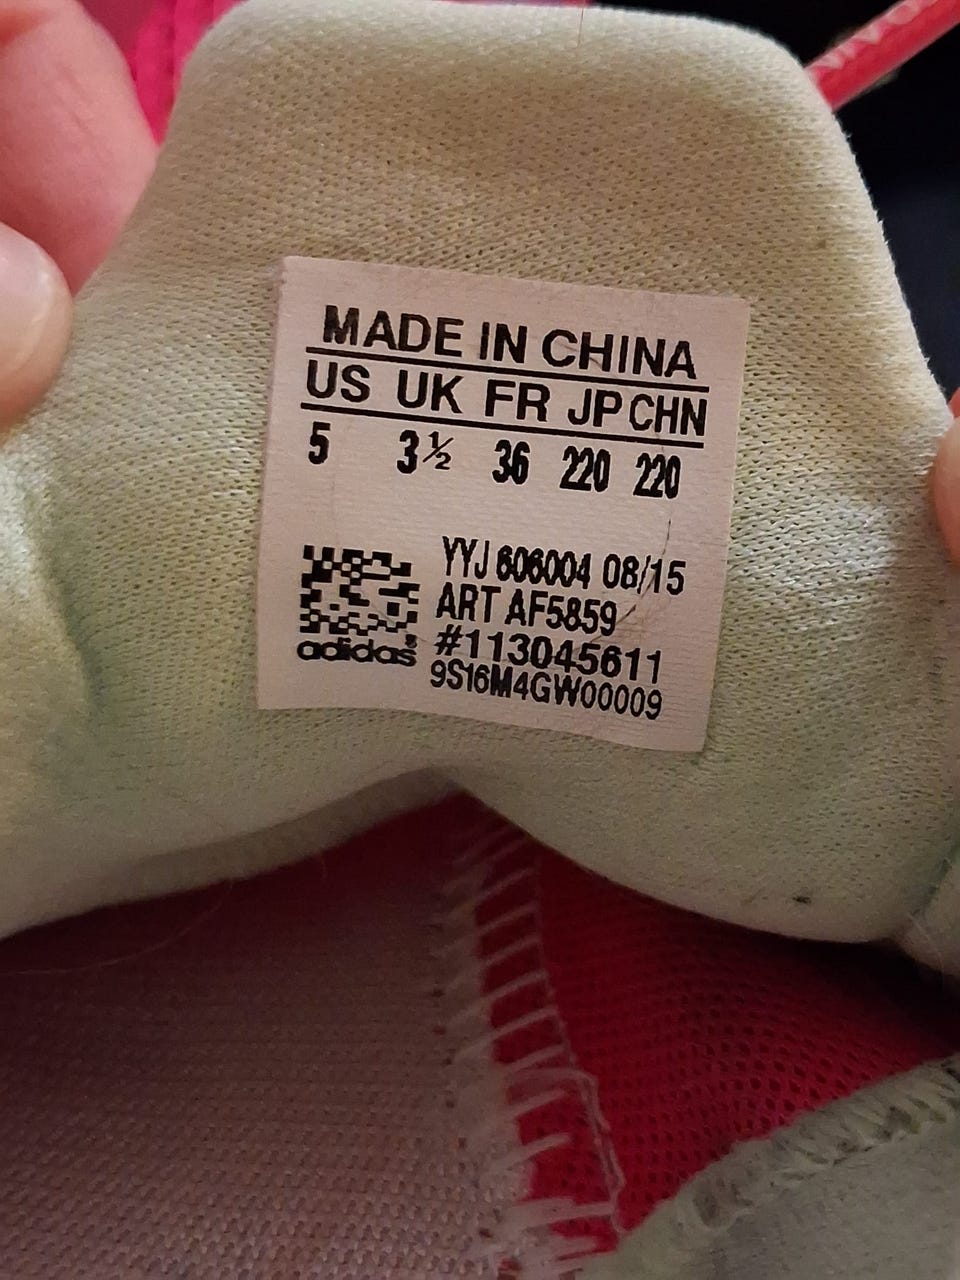 MADE IN CHINA
US UK FR JP CHN
5 3½ 36 220 220
YYJ 606004 08/15
ART AF5859
#113045611
9S16M4GW00009
adidas